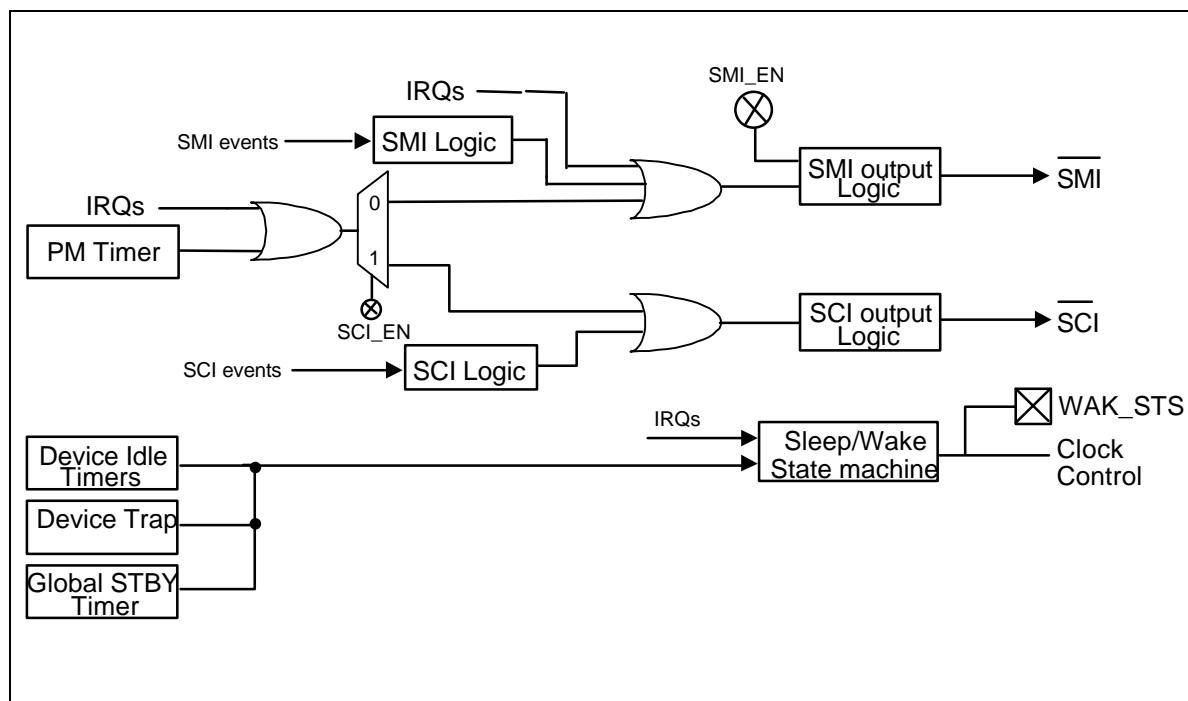 SMI_EN
IRQs
SMI events
SMI Logic
SMI output
Logic
SMI
IRQs
0
PM Timer
1
SCI_EN
SCI output
Logic
SCI
SCI events
SCI Logic
IRQs
Sleep/Wake
State machine
WAK_STS
Clock
Control
Device Idle
Timers
Device Trap
Global STBY
Timer